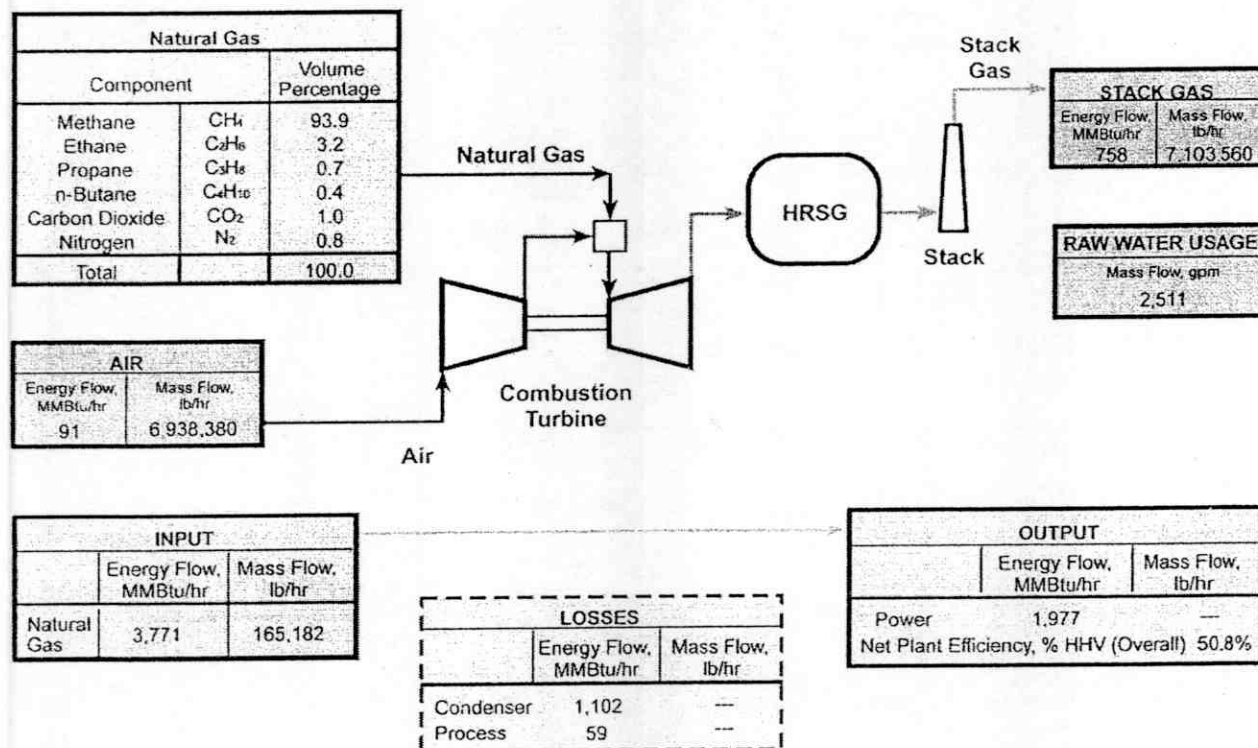 Natural Gas
Component Volume Percentage
Methane CH₄ 93.9
Ethane C₂H₆ 3.2
Propane C₃H₈ 0.7
n-Butane C₄H₁₀ 0.4
Carbon Dioxide CO₂ 1.0
Nitrogen N₂ 0.8
Total 100.0
Natural Gas
HRSG
Stack
Gas
Stack
STACK GAS
Energy Flow, MMBtu/hr Mass Flow, lb/hr
758 7,103,560
RAW WATER USAGE
Mass Flow, gpm
2,511
AIR
Energy Flow, MMBtu/hr Mass Flow, lb/hr
91 6,938,380
Air
Combustion
Turbine
INPUT
Energy Flow, MMBtu/hr Mass Flow, lb/hr
Natural Gas 3,771 165,182
LOSSES
Energy Flow, MMBtu/hr Mass Flow, lb/hr
Condenser 1,102 ---
Process 59 ---
OUTPUT
Energy Flow, MMBtu/hr Mass Flow, lb/hr
Power 1,977 ---
Net Plant Efficiency, % HHV (Overall) 50.8%